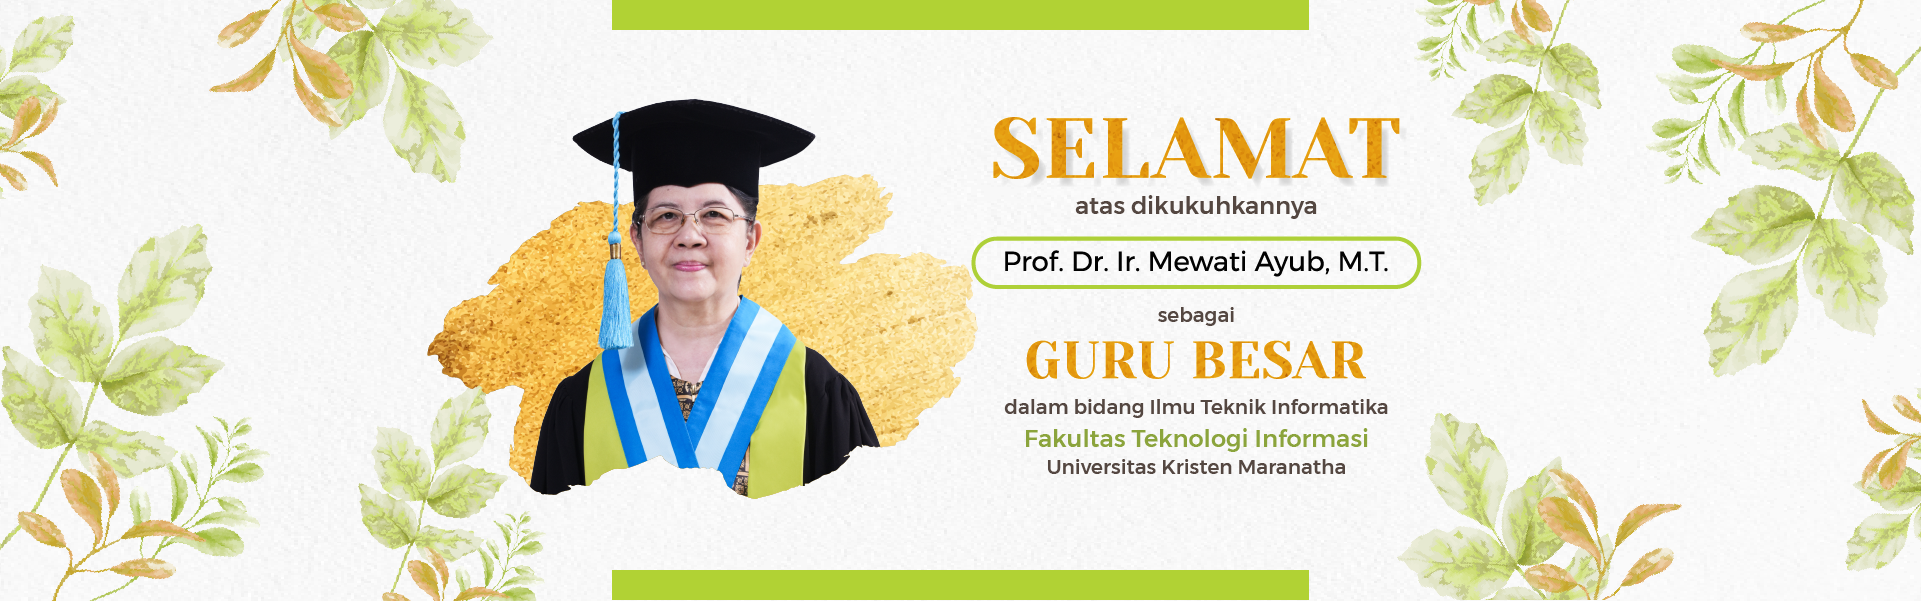 SELAMAT
atas dikukuhkannya
Prof. Dr. Ir. Mewati Ayub, M.T.
sebagai
GURU BESAR
dalam bidang Ilmu Teknik Informatika
Fakultas Teknologi Informasi
Universitas Kristen Maranatha